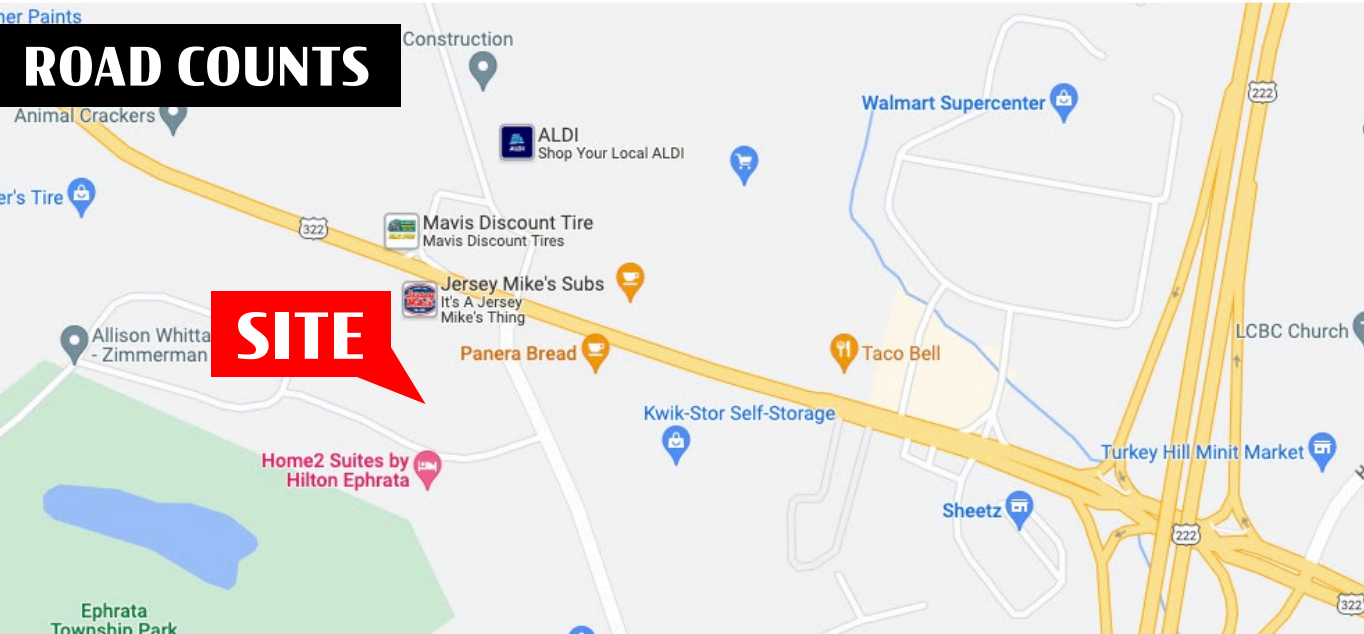 ner Paints
ROAD COUNTS
Construction
Animal Crackers
222
Walmart Supercenter
ALDI
ALDI
Shop Your Local ALDI
er's Tire
322
Mavis Discount Tire
Mavis Discount Tires
Jersey Mike's Subs
It's A Jersey
Mike's Thing
SITE
Allison Whitta
- Zimmerman
LCBC Church
Panera Bread
Taco Bell
Kwik-Stor Self-Storage
Turkey Hill Minit Market
Home2 Suites by
Hilton Ephrata
Sheetz
222
322
Ephrata
Township Park